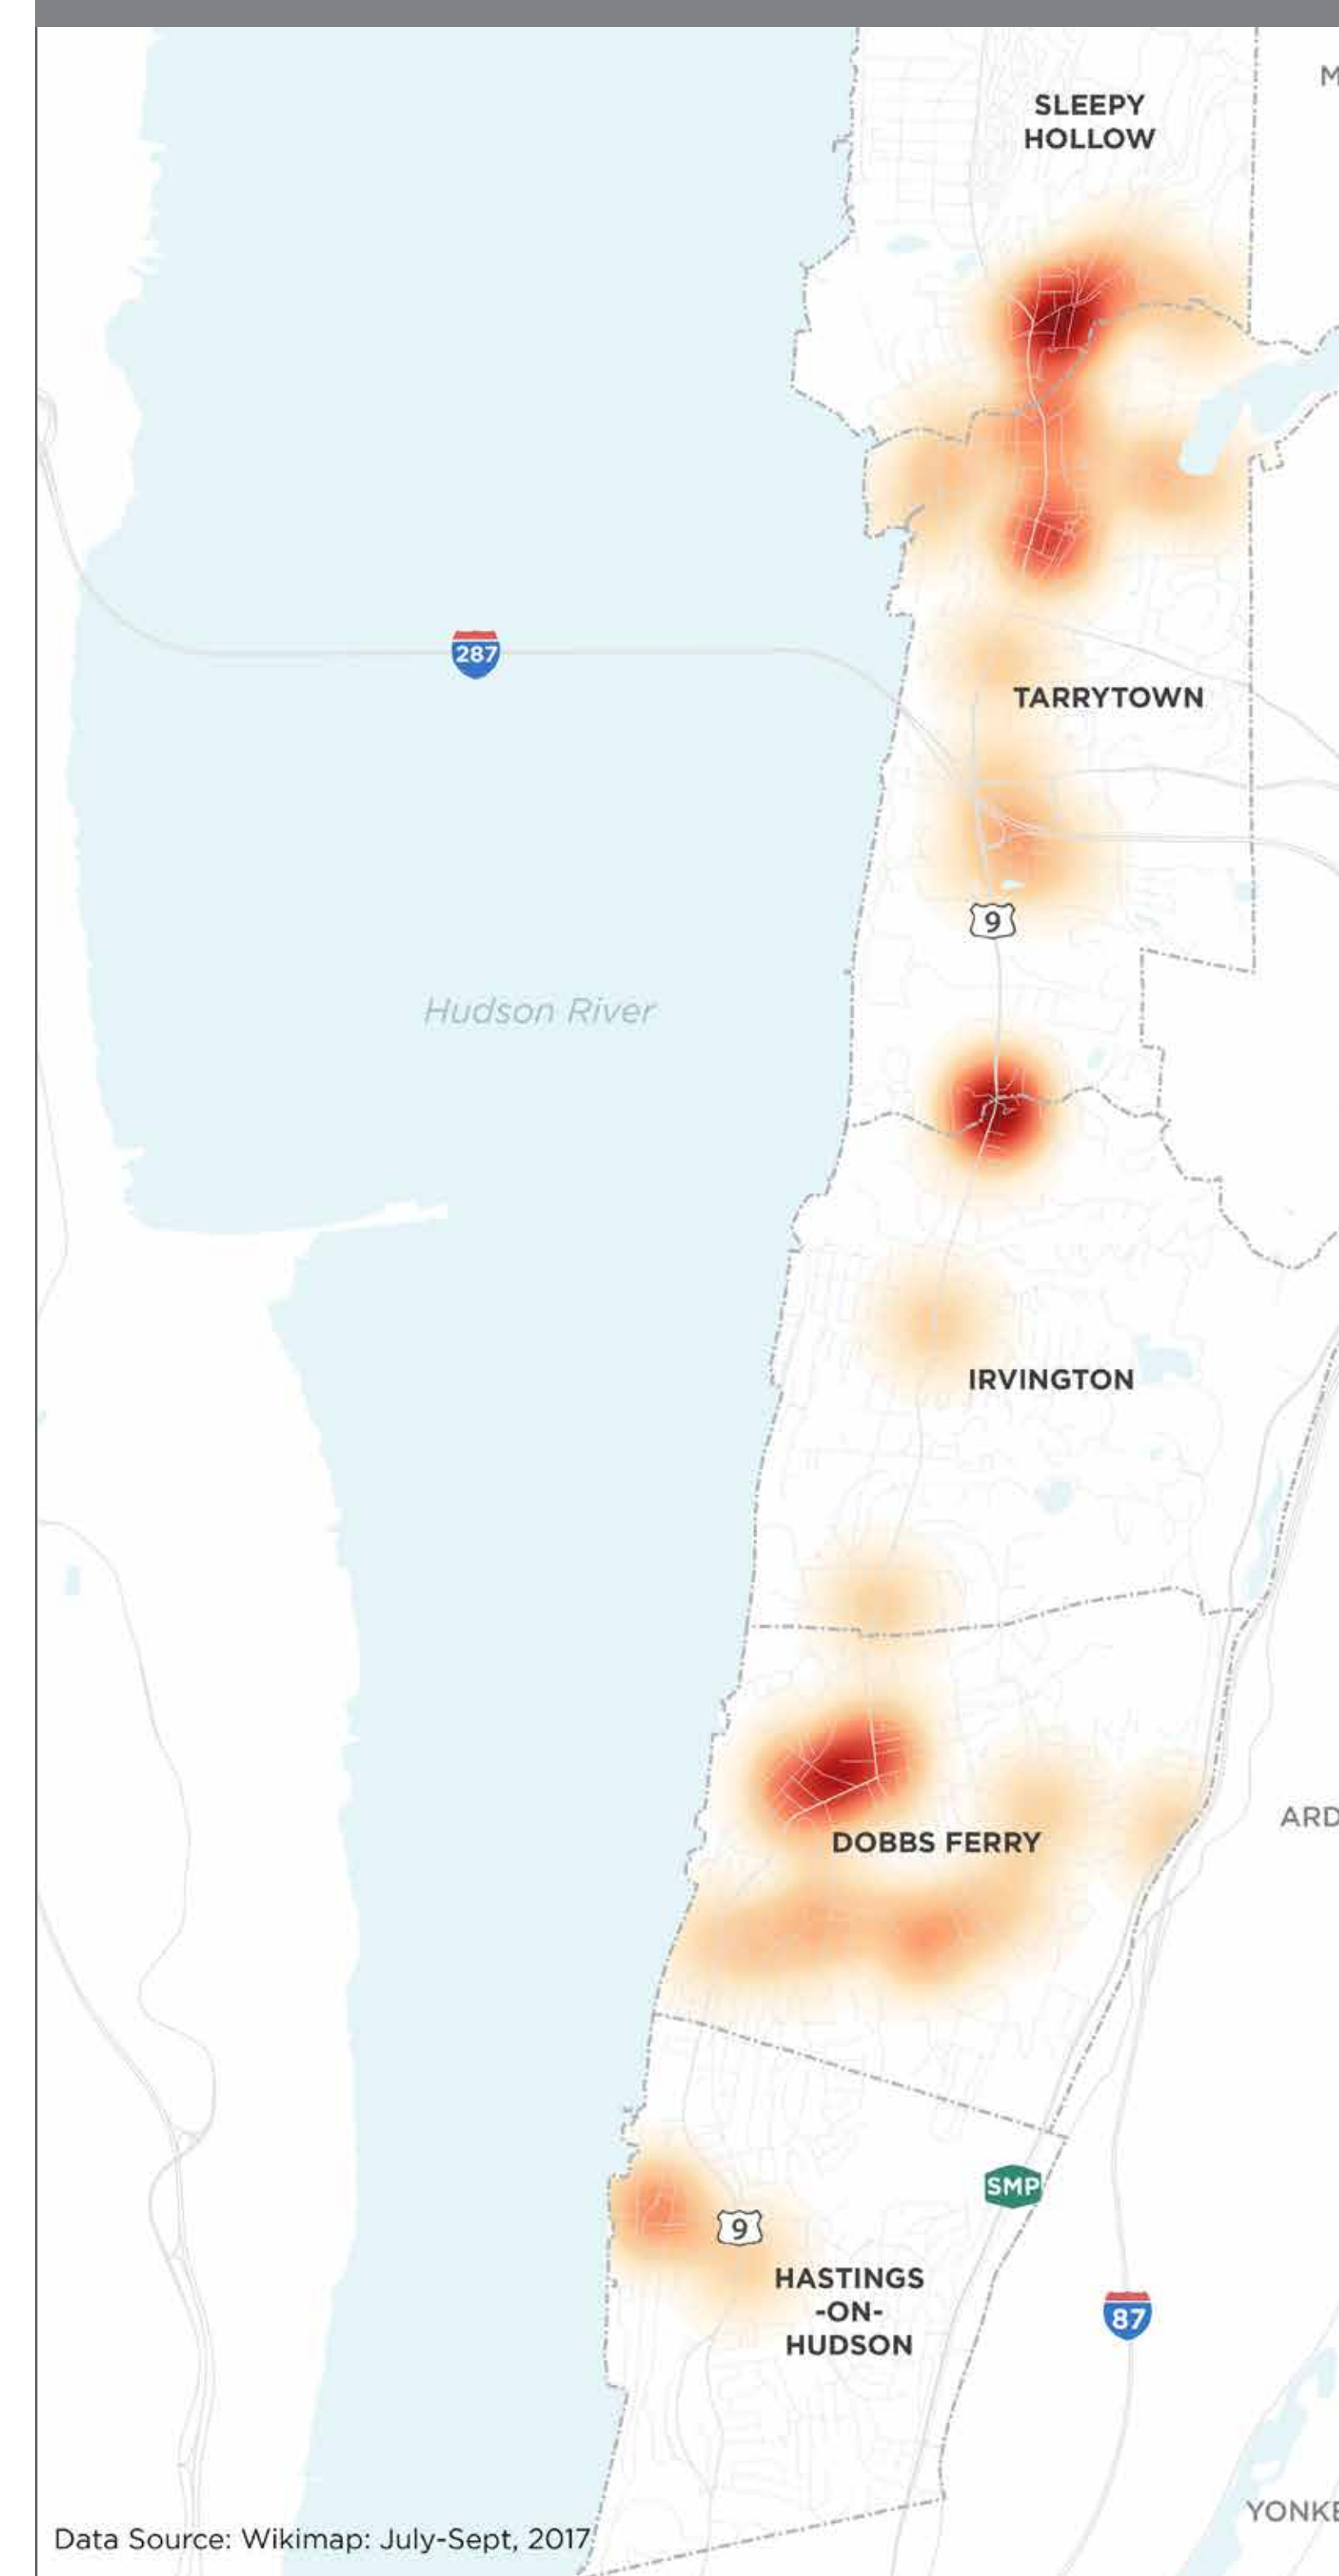 M
SLEEPY
HOLLOW
287
TARRYTOWN
9
Hudson River
IRVINGTON
ARD
DOBBS FERRY
SMP
9
HASTINGS
-ON-
HUDSON
87
YONKE
Data Source: Wikimap: July-Sept, 2017